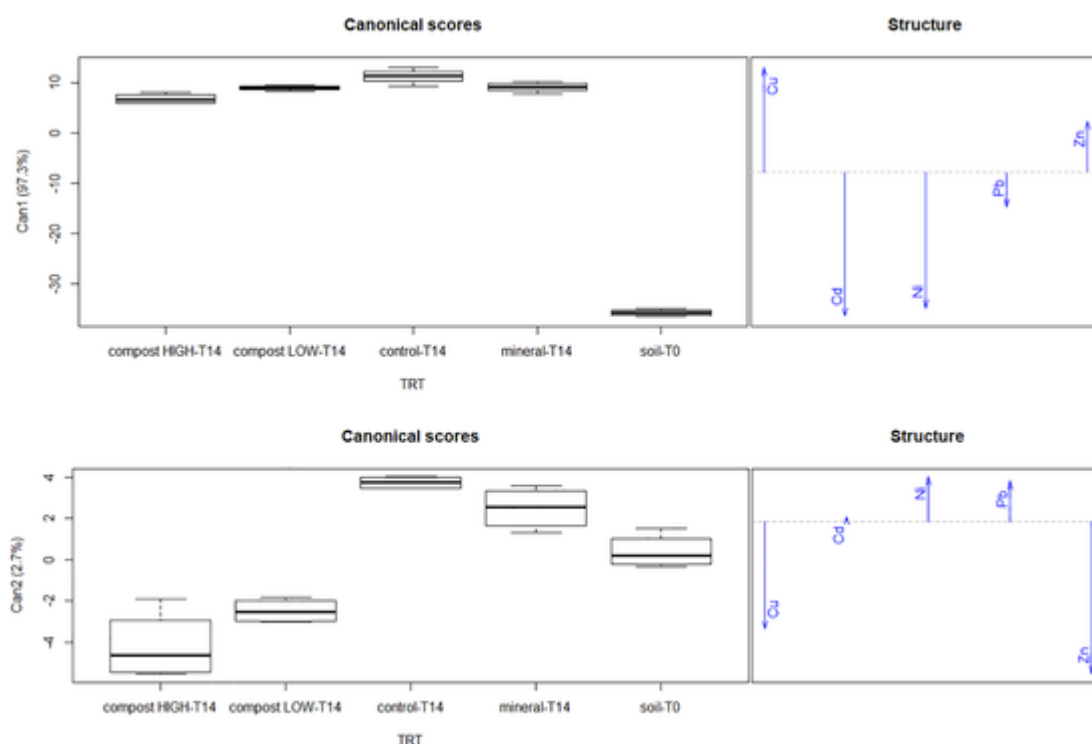 Canonical scores
Structure
Can1 (97.3%)
10
0
-10
-20
-30
Cu
Cd
Ni
Pb
Zn
compost HIGH-T14
compost LOW-T14
control-T14
mineral-T14
soil-T0
TRT
Canonical scores
Structure
Can2 (2.7%)
4
2
0
-2
-4
Cu
Cd
Ni
Pb
Zn
compost HIGH-T14
compost LOW-T14
control-T14
mineral-T14
soil-T0
TRT